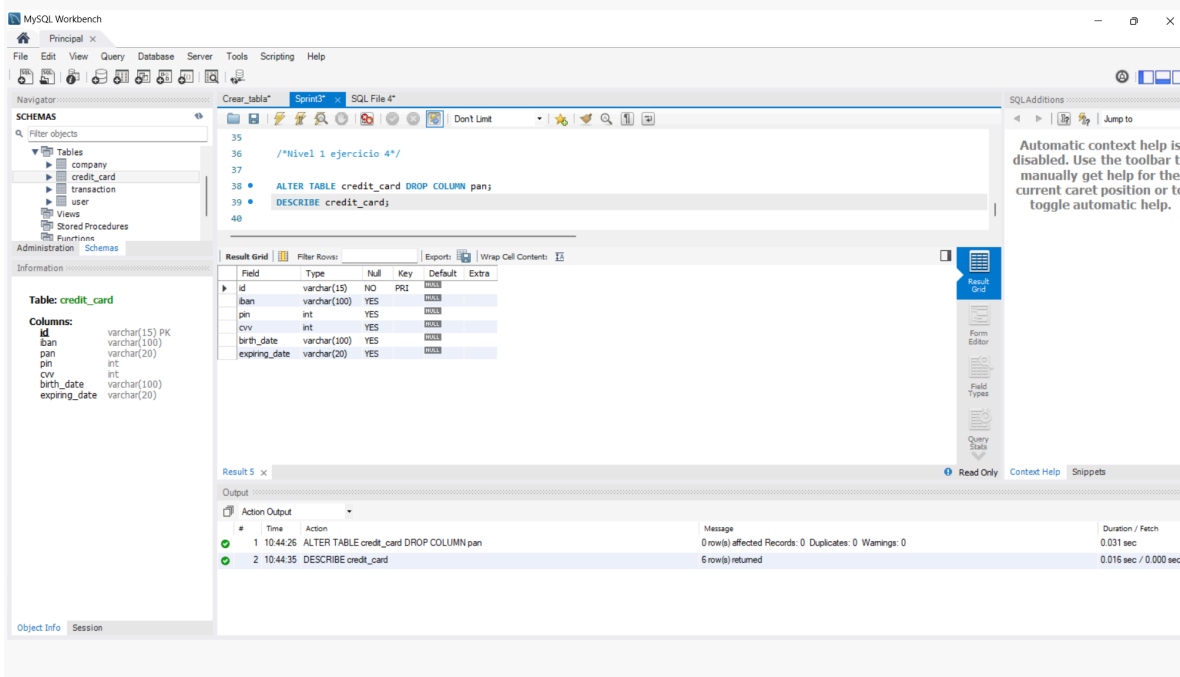 MySQL Workbench
Principal ×
File Edit View Query Database Server Tools Scripting Help
Navigator
SCHEMAS
Filter objects
Tables
company
credit_card
transaction
user
Views
Stored Procedures
Functions
Administration Schemas
Information
Table: credit_card
Columns:
id varchar(15) PK
iban varchar(100)
pan varchar(20)
pin int
cvv int
birth_date varchar(100)
expiring_date varchar(20)
Object Info Session
Crear_tabla* Sprint3* × SQL File 4*
Don't Limit
35
36 /*Nivel 1 ejercicio 4*/
37
38 ALTER TABLE credit_card DROP COLUMN pan;
39 DESCRIBE credit_card;
40
Result Grid Filter Rows: Export: Wrap Cell Content:
Field Type Null Key Default Extra
id varchar(15) NO PRI NULL
iban varchar(100) YES NULL
pin int YES NULL
cvv int YES NULL
birth_date varchar(100) YES NULL
expiring_date varchar(20) YES NULL
Result Grid
Form Editor
Field Types
Query Stats
Result 5 × Read Only
Output
Action Output
# Time Action Message Duration / Fetch
1 10:44:26 ALTER TABLE credit_card DROP COLUMN pan 0 row(s) affected Records: 0 Duplicates: 0 Warnings: 0 0.031 sec
2 10:44:35 DESCRIBE credit_card 6 row(s) returned 0.016 sec / 0.000 sec
SQLAdditions
Jump to
Automatic context help is
disabled. Use the toolbar t
manually get help for the
current caret position or to
toggle automatic help.
Context Help Snippets